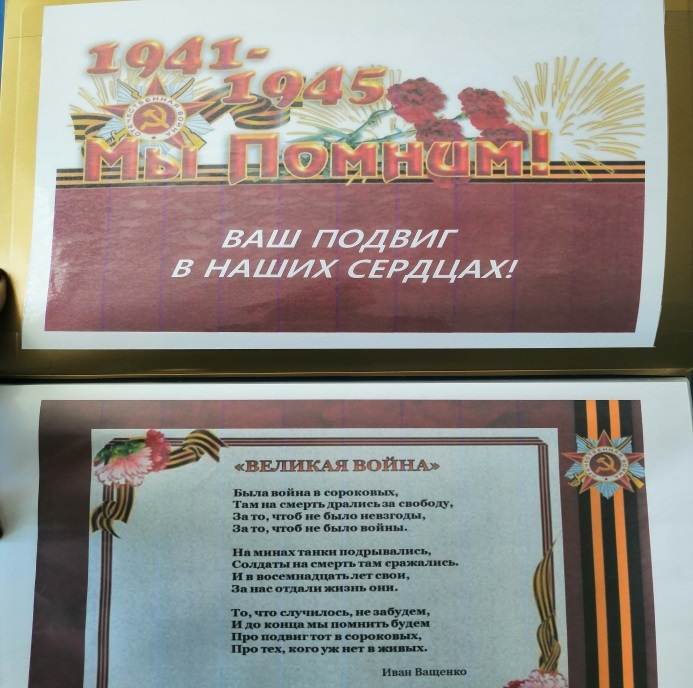 1941-
1945
Мы Помним!
ВАШ ПОДВИГ
В НАШИХ СЕРДЦАХ!
«ВЕЛИКАЯ ВОЙНА»
Была война в сороковых,
Там на смерть дрались за свободу,
За то, чтоб не было невзгоды,
За то, чтоб не было войны.
На минах танки подрывались,
Солдаты на смерть там сражались.
И в восемнадцать лет свои,
За нас отдали жизнь они.
То, что случилось, не забудем,
И до конца мы помнить будем
Про подвиг тот в сороковых,
Про тех, кого уж нет в живых.
Иван Ващенко